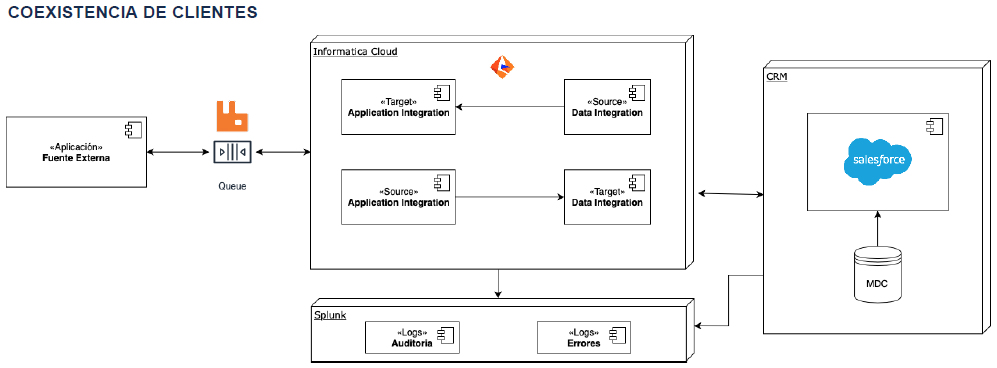 COEXISTENCIA DE CLIENTES
Informatica Cloud
«Target»
Application Integration
«Source»
Data Integration
«Aplicación»
Fuente Externa
Queue
«Source»
Application Integration
«Target»
Data Integration
CRM
salesforce
MDC
Splunk
«Logs»
Auditoria
«Logs»
Errores